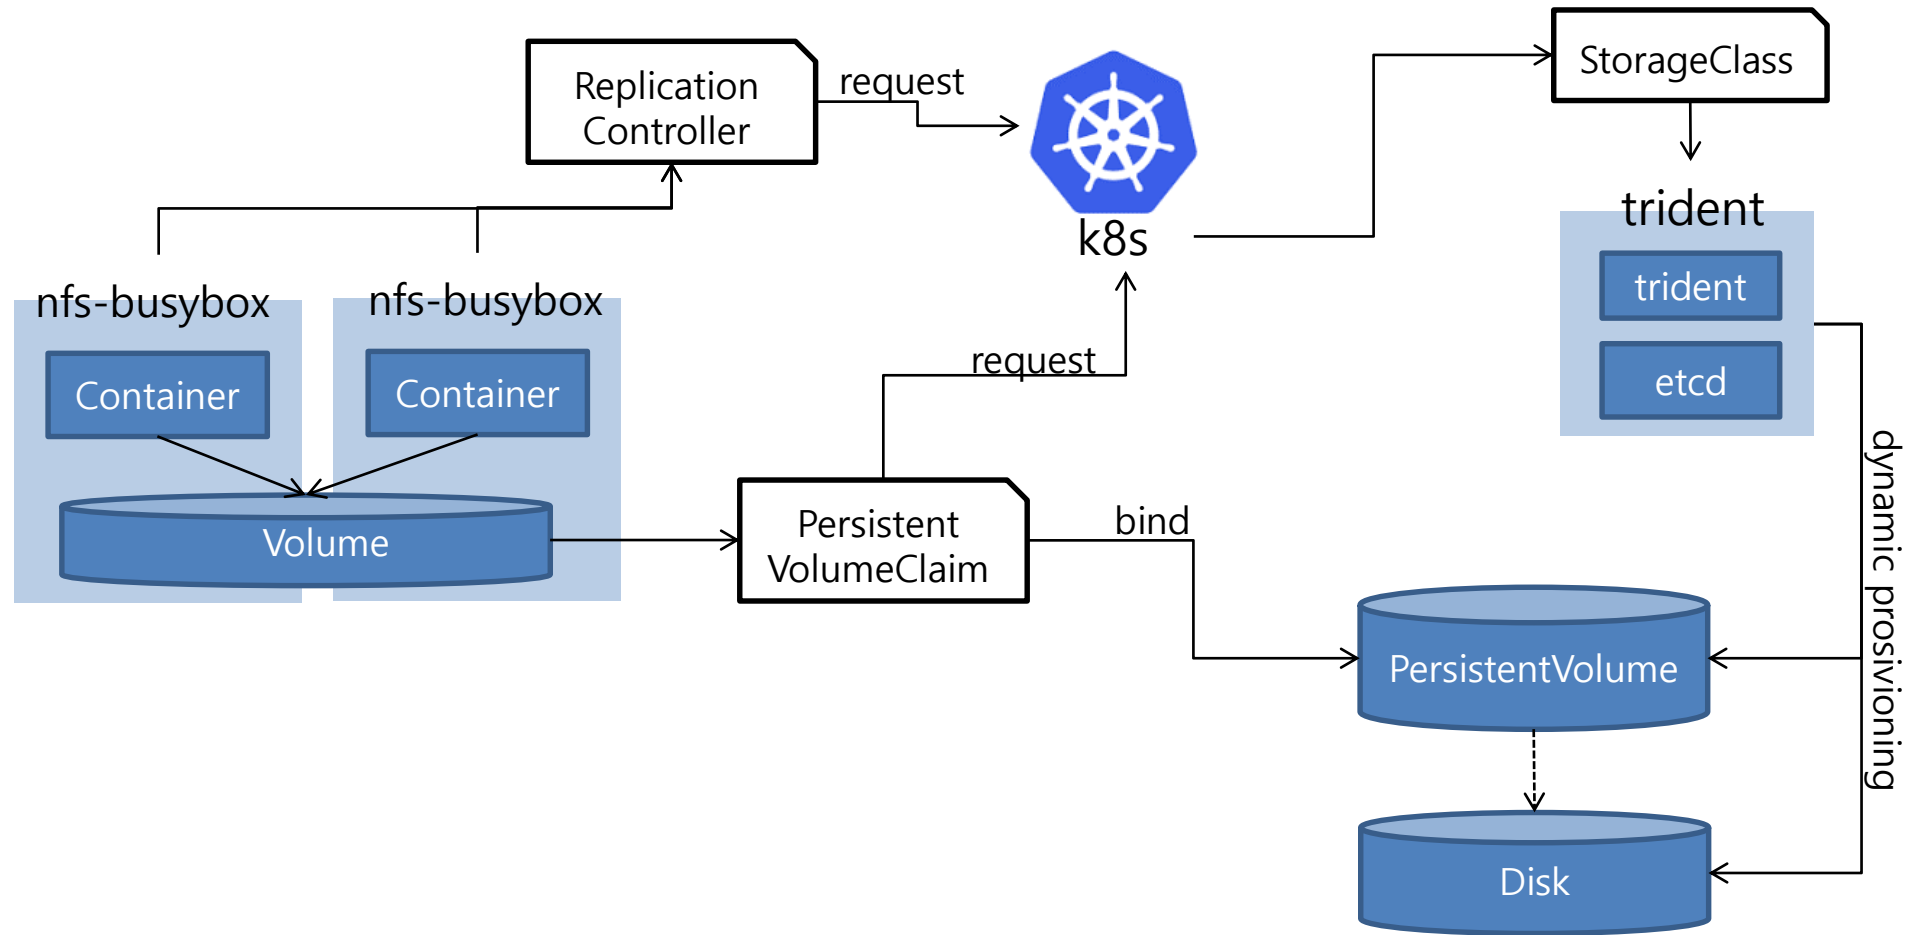 StorageClass
Replication
Controller
request
k8s
trident
trident
etcd
nfs-busybox
nfs-busybox
Container
Container
Volume
request
Persistent
VolumeClaim
bind
dynamic prosivioning
PersistentVolume
Disk